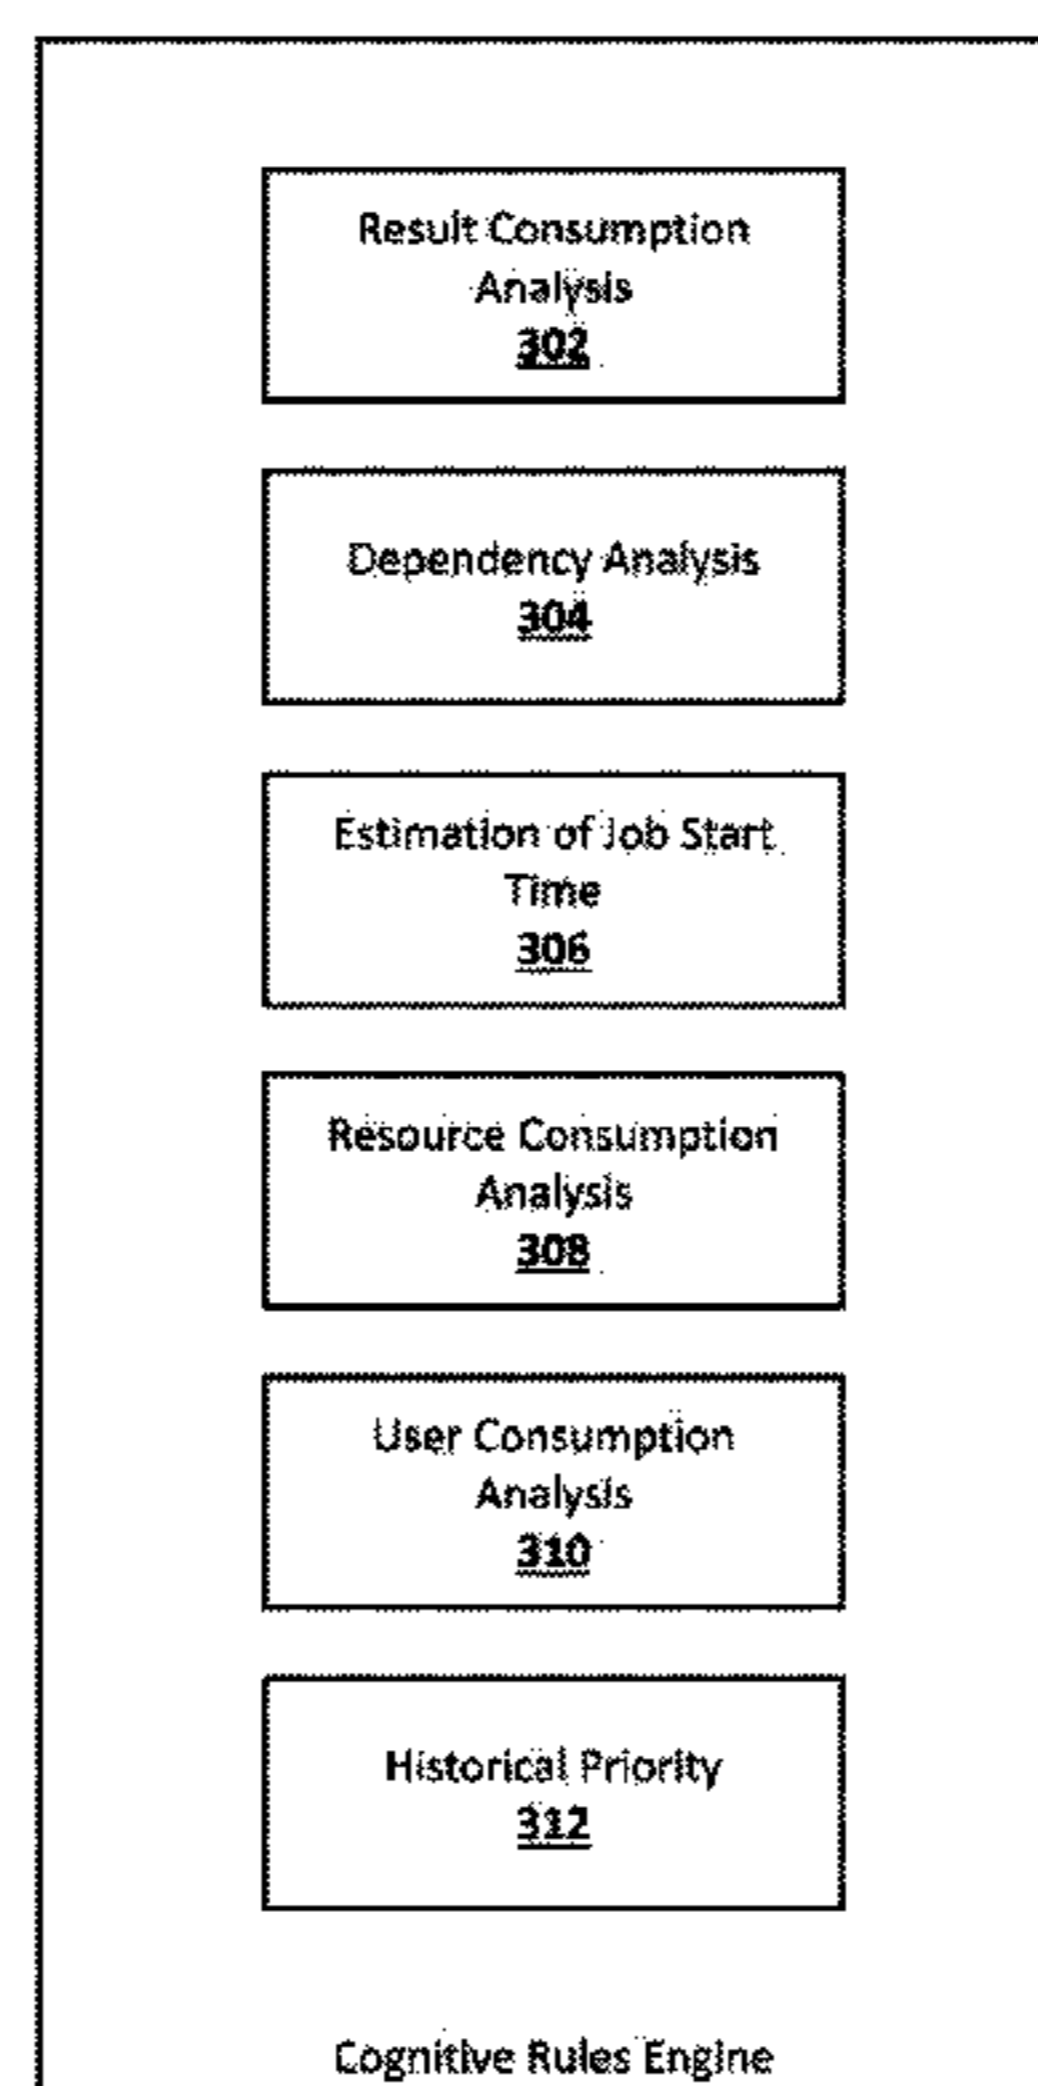 Result Consumption
Analysis
302
Dependency Analysis
304
Estimation of Job Start
Time
306
Resource Consumption
Analysis
308
User Consumption
Analysis
310
Historical Priority
312
Cognitive Rules Engine